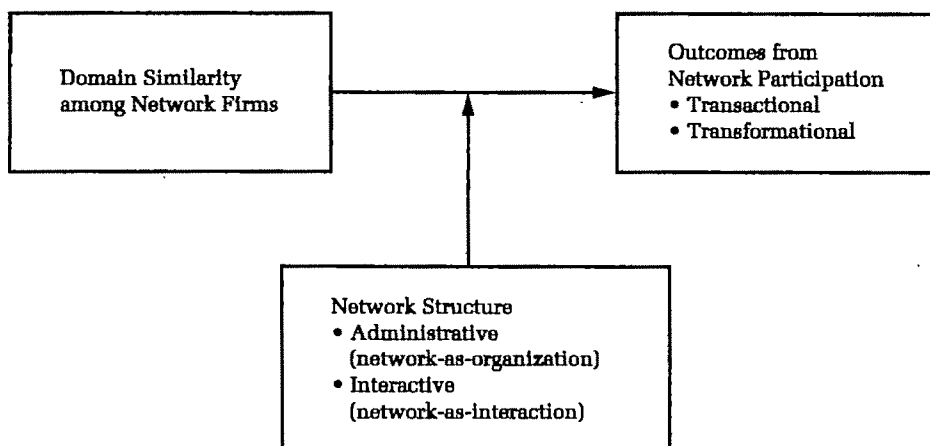 Domain Similarity
among Network Firms
Outcomes from
Network Participation
• Transactional
• Transformational
Network Structure
• Administrative
(network-as-organization)
• Interactive
(network-as-interaction)